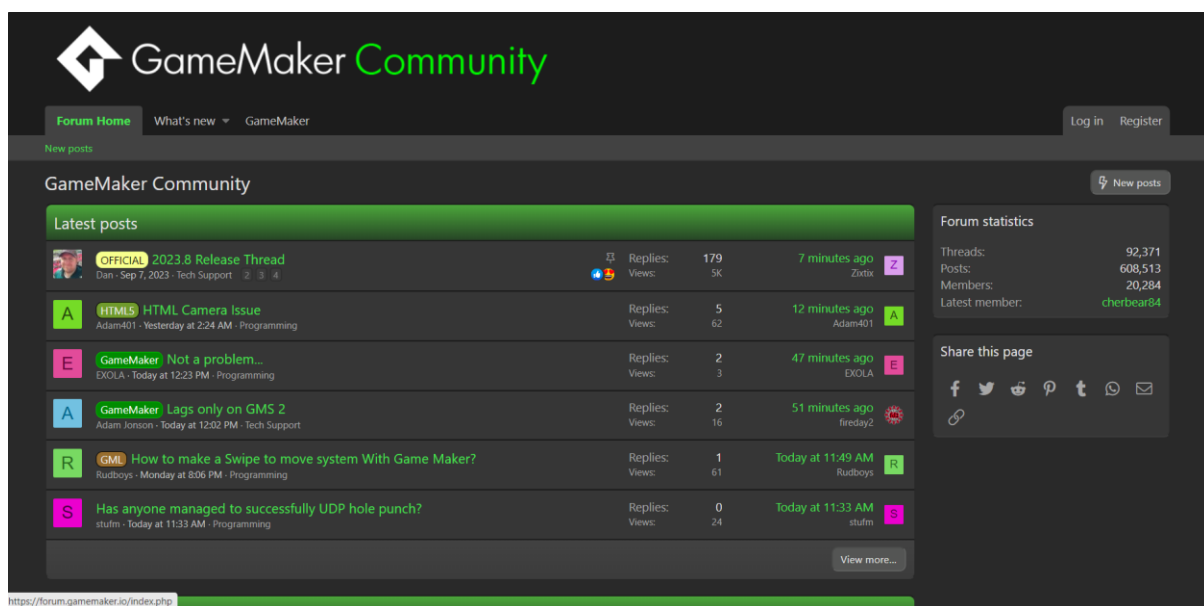 GameMaker Community
Forum Home What's new GameMaker Log in Register
New posts
GameMaker Community New posts
Latest posts
OFFICIAL 2023.8 Release Thread Replies: 179 7 minutes ago Z
Dan · Sep 7, 2023 · Tech Support 2 3 4 Views: 5K Zixtix
A HTML5 HTML Camera Issue Replies: 5 12 minutes ago A
Adam401 · Yesterday at 2:24 AM · Programming Views: 62 Adam401
E GameMaker Not a problem... Replies: 2 47 minutes ago E
EXOLA · Today at 12:23 PM · Programming Views: 3 EXOLA
A GameMaker Lags only on GMS 2 Replies: 2 51 minutes ago
Adam Jonson · Today at 12:02 PM · Tech Support Views: 16 fireday2
R GML How to make a Swipe to move system With Game Maker? Replies: 1 Today at 11:49 AM R
Rudboys · Monday at 8:06 PM · Programming Views: 61 Rudboys
S Has anyone managed to successfully UDP hole punch? Replies: 0 Today at 11:33 AM S
stufm · Today at 11:33 AM · Programming Views: 24 stufm
View more...
Forum statistics
Threads: 92,371
Posts: 608,513
Members: 20,284
Latest member: cherbear84
Share this page
https://forum.gamemaker.io/index.php